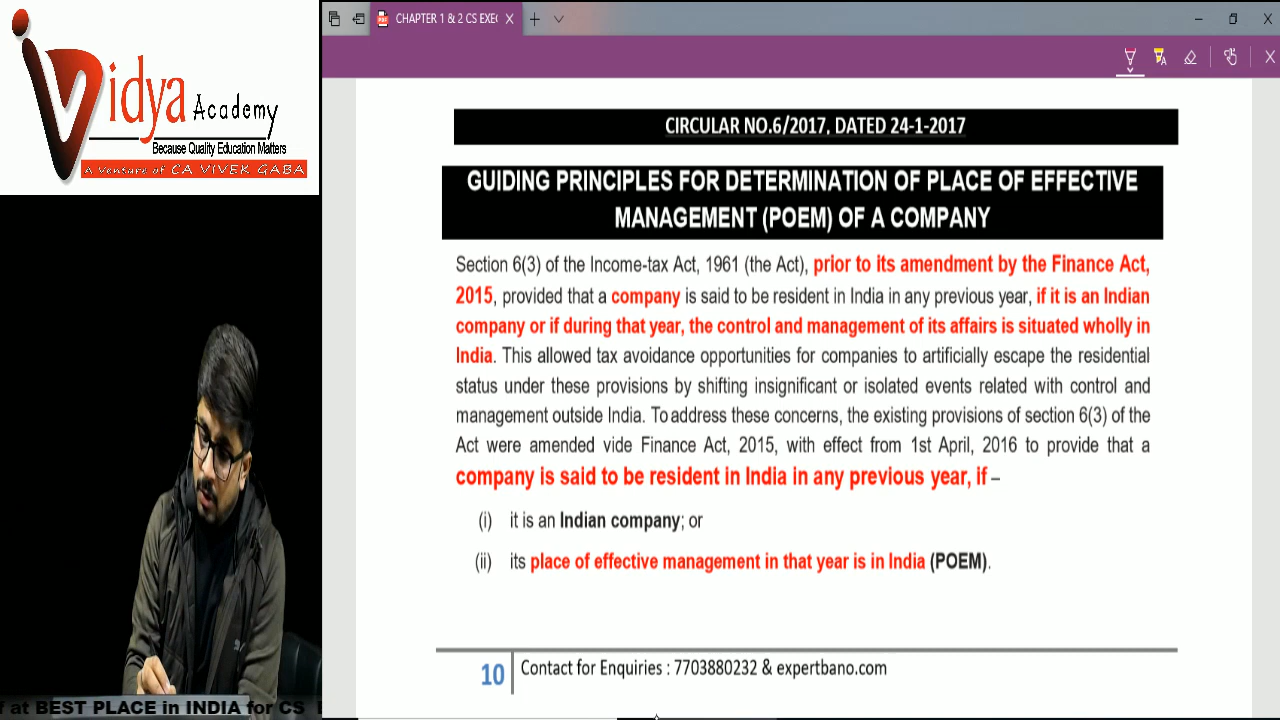 Vidya
Academy
Because Quality Education Matters
A Venture of CA VIVEK GABA
CHAPTER 1 & 2 CS EXEC
CIRCULAR NO.6/2017, DATED 24-1-2017
GUIDING PRINCIPLES FOR DETERMINATION OF PLACE OF EFFECTIVE
MANAGEMENT (POEM) OF A COMPANY
Section 6(3) of the Income-tax Act, 1961 (the Act), prior to its amendment by the Finance Act,
2015, provided that a company is said to be resident in India in any previous year, if it is an Indian
company or if during that year, the control and management of its affairs is situated wholly in
India. This allowed tax avoidance opportunities for companies to artificially escape the residential
status under these provisions by shifting insignificant or isolated events related with control and
management outside India. To address these concerns, the existing provisions of section 6(3) of the
Act were amended vide Finance Act, 2015, with effect from 1st April, 2016 to provide that a
company is said to be resident in India in any previous year, if –
(i) it is an Indian company; or
(ii) its place of effective management in that year is in India (POEM).
10 Contact for Enquiries : 7703880232 & expertbano.com
f at BEST PLACE in INDIA for CS